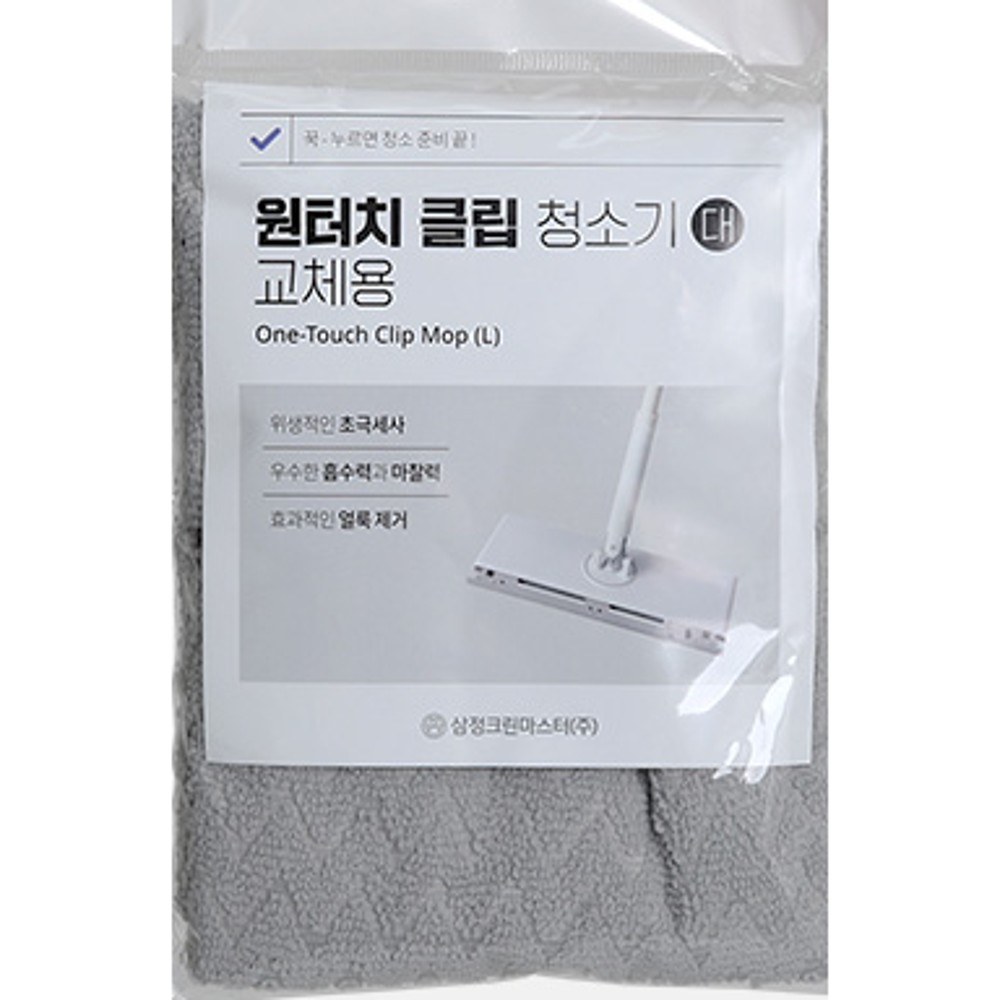 꾹 - 누르면 청소 준비 끝!
원터치 클립 청소기 대
교체용
One-Touch Clip Mop (L)
위생적인 초극세사
우수한 흡수력과 마찰력
효과적인 얼룩 제거
삼정크린마스터(주)